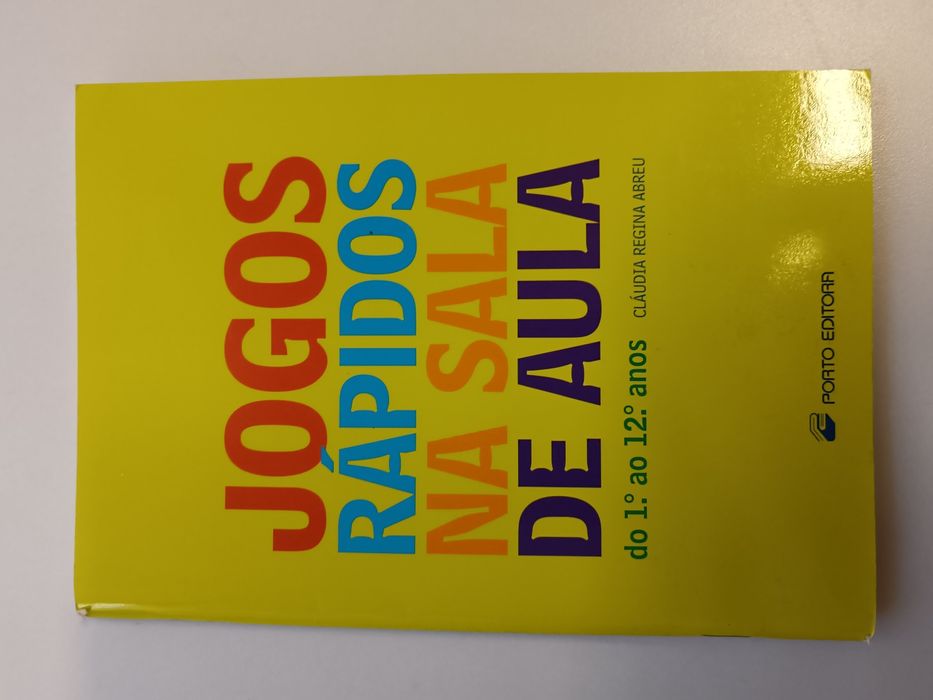 JOGOS
RÁPIDOS
NA SALA
DE AULA
do 1.º ao 12.º anos CLÁUDIA REGINA ABREU
PORTO EDITORA